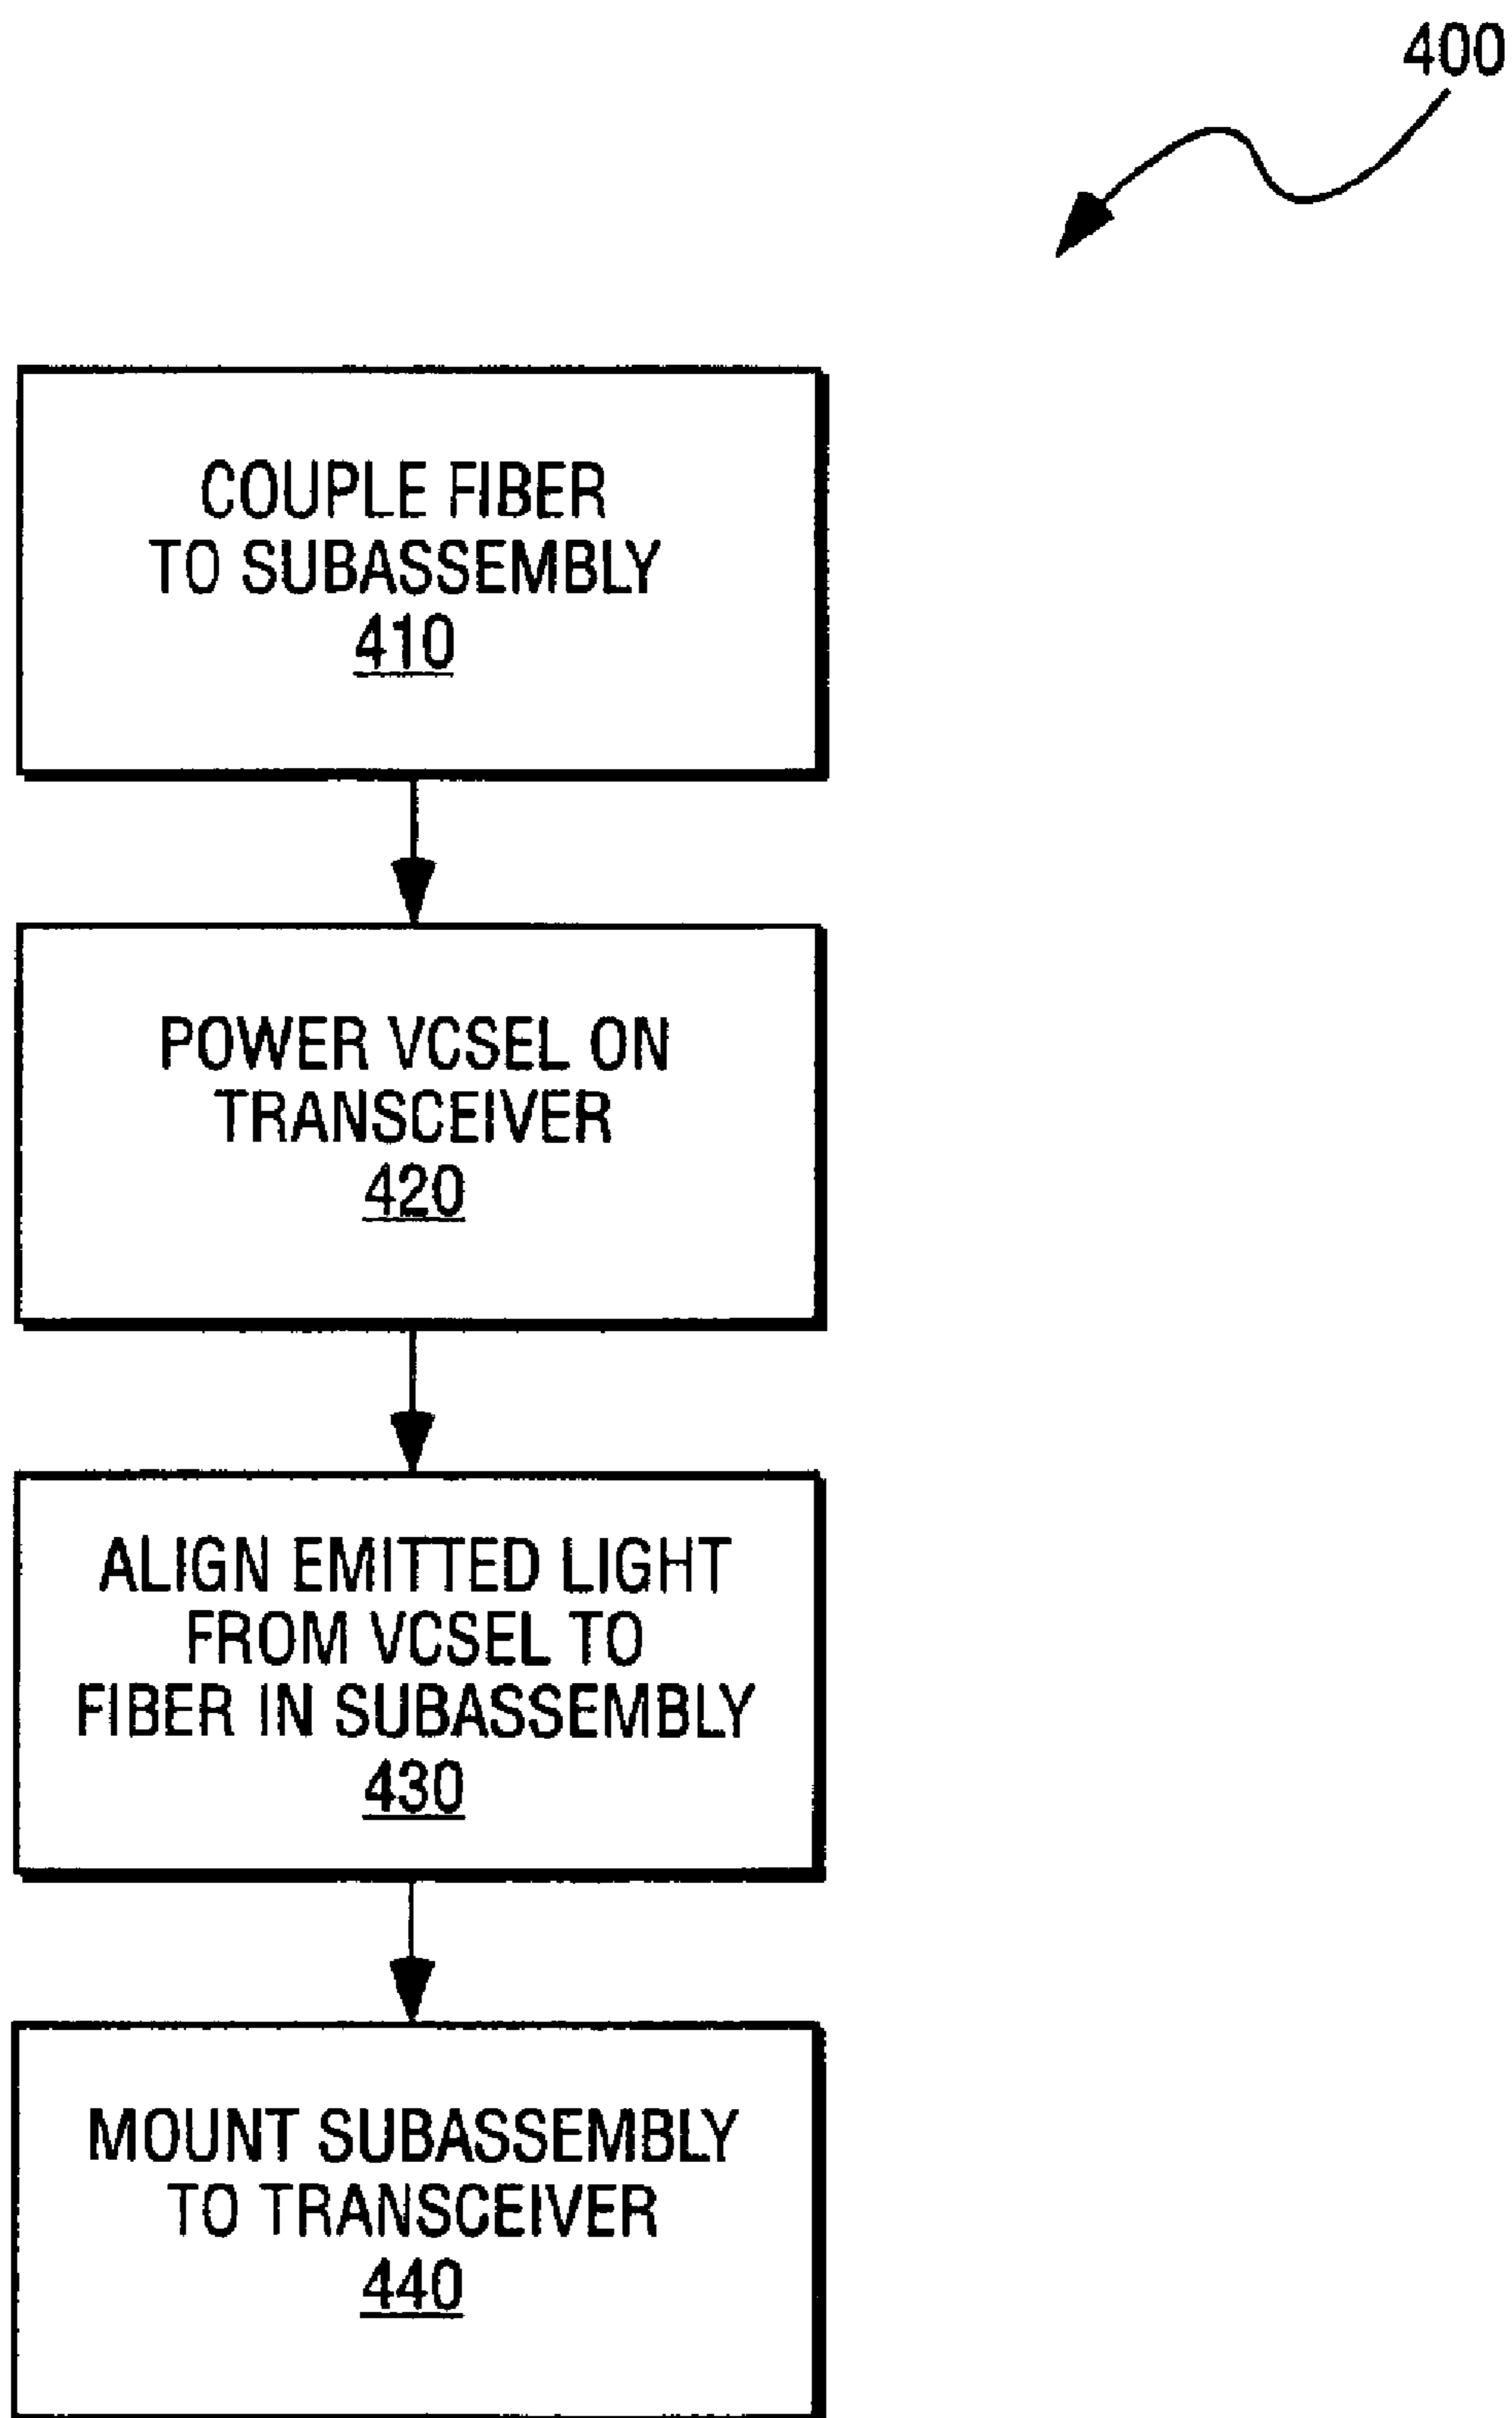 400
COUPLE FIBER
TO SUBASSEMBLY
410
POWER VCSEL ON
TRANSCEIVER
420
ALIGN EMITTED LIGHT
FROM VCSEL TO
FIBER IN SUBASSEMBLY
430
MOUNT SUBASSEMBLY
TO TRANSCEIVER
440